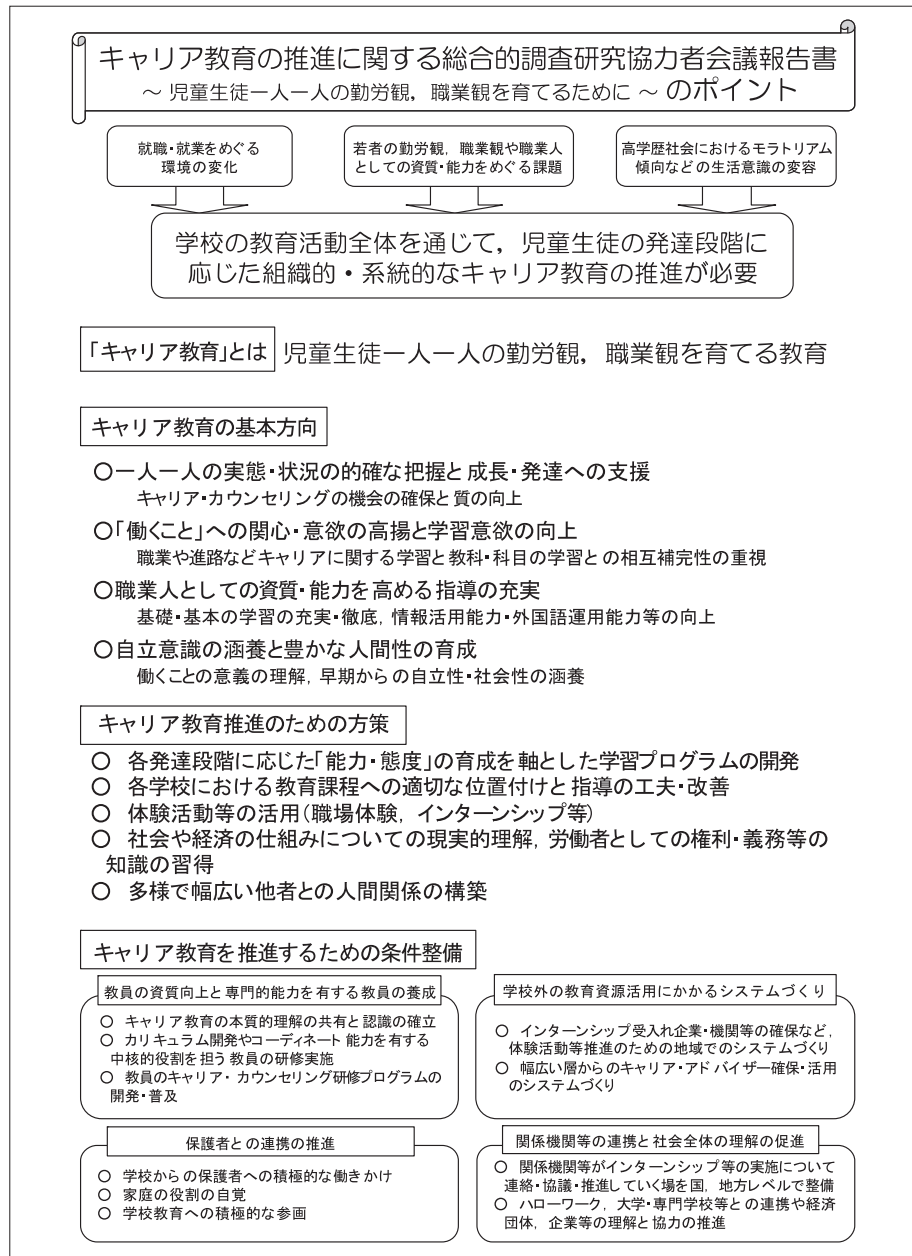 キャリア教育の推進に関する総合的調査研究協力者会議報告書
～ 児童生徒一人一人の勤労観，職業観を育てるために ～ のポイント
就職・就業をめぐる
環境の変化
若者の勤労観，職業観や職業人
としての資質・能力をめぐる課題
高学歴社会におけるモラトリアム
傾向などの生活意識の変容
学校の教育活動全体を通じて，児童生徒の発達段階に
応じた組織的・系統的なキャリア教育の推進が必要
「キャリア教育」とは 児童生徒一人一人の勤労観，職業観を育てる教育
キャリア教育の基本方向
○一人一人の実態・状況の的確な把握と成長・発達への支援
キャリア・カウンセリングの機会の確保と質の向上
○「働くこと」への関心・意欲の高揚と学習意欲の向上
職業や進路などキャリアに関する学習と教科・科目の学習との相互補完性の重視
○職業人としての資質・能力を高める指導の充実
基礎・基本の学習の充実・徹底，情報活用能力・外国語運用能力等の向上
○自立意識の涵養と豊かな人間性の育成
働くことの意義の理解，早期からの自立性・社会性の涵養
キャリア教育推進のための方策
○ 各発達段階に応じた「能力・態度」の育成を軸とした学習プログラムの開発
○ 各学校における教育課程への適切な位置付けと指導の工夫・改善
○ 体験活動等の活用（職場体験，インターンシップ等）
○ 社会や経済の仕組みについての現実的理解，労働者としての権利・義務等の
知識の習得
○ 多様で幅広い他者との人間関係の構築
キャリア教育を推進するための条件整備
教員の資質向上と専門的能力を有する教員の養成
○ キャリア教育の本質的理解の共有と認識の確立
○ カリキュラム開発やコーディネート能力を有する
中核的役割を担う教員の研修実施
○ 教員のキャリア・カウンセリング研修プログラムの
開発・普及
学校外の教育資源活用にかかるシステムづくり
○ インターンシップ受入れ企業・機関等の確保など，
体験活動等推進のための地域でのシステムづくり
○ 幅広い層からのキャリア・アドバイザー確保・活用
のシステムづくり
保護者との連携の推進
○ 学校からの保護者への積極的な働きかけ
○ 家庭の役割の自覚
○ 学校教育への積極的な参画
関係機関等の連携と社会全体の理解の促進
○ 関係機関等がインターンシップ等の実施について
連絡・協議・推進していく場を国，地方レベルで整備
○ ハローワーク，大学・専門学校等との連携や経済
団体，企業等の理解と協力の推進